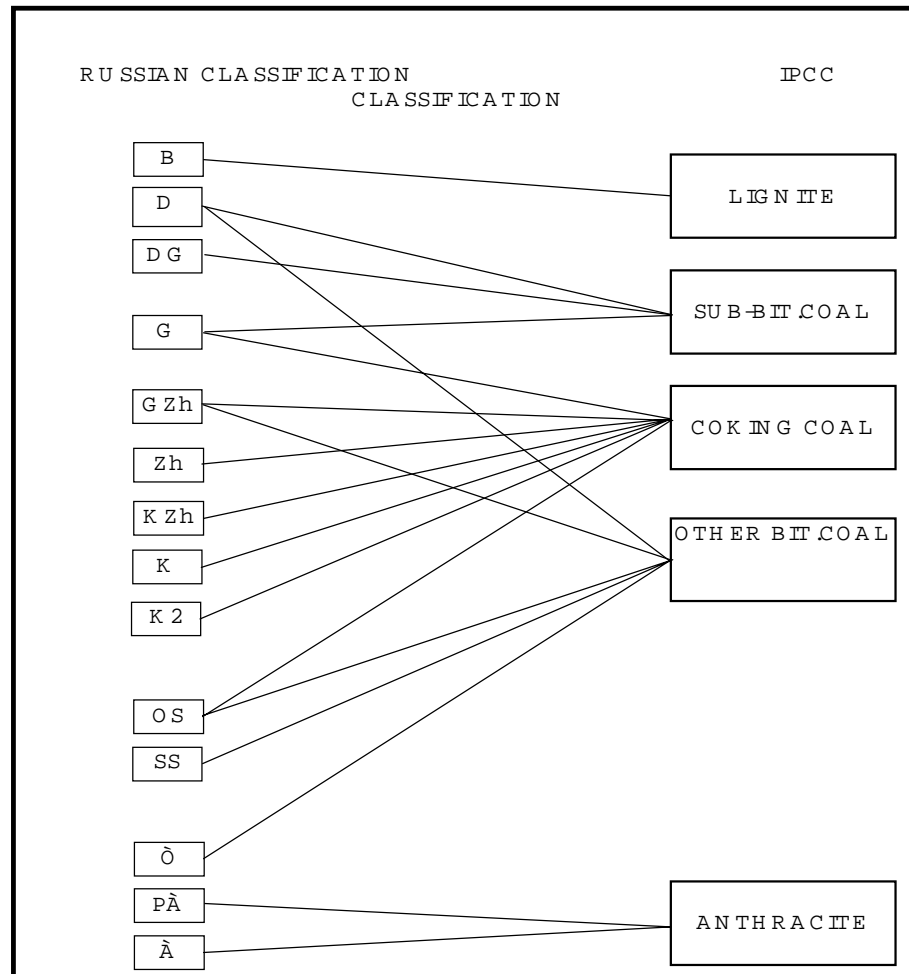 RUSSIAN CLASSIFICATION IPCC
CLASSIFICATION
B
LIGNITE
D
DG
SUB-BIT.COAL
G
GZh
COKING COAL
Zh
KZh
OTHER BIT.COAL
K
K2
OS
SS
Ò
PÀ
ANTHRACITE
À